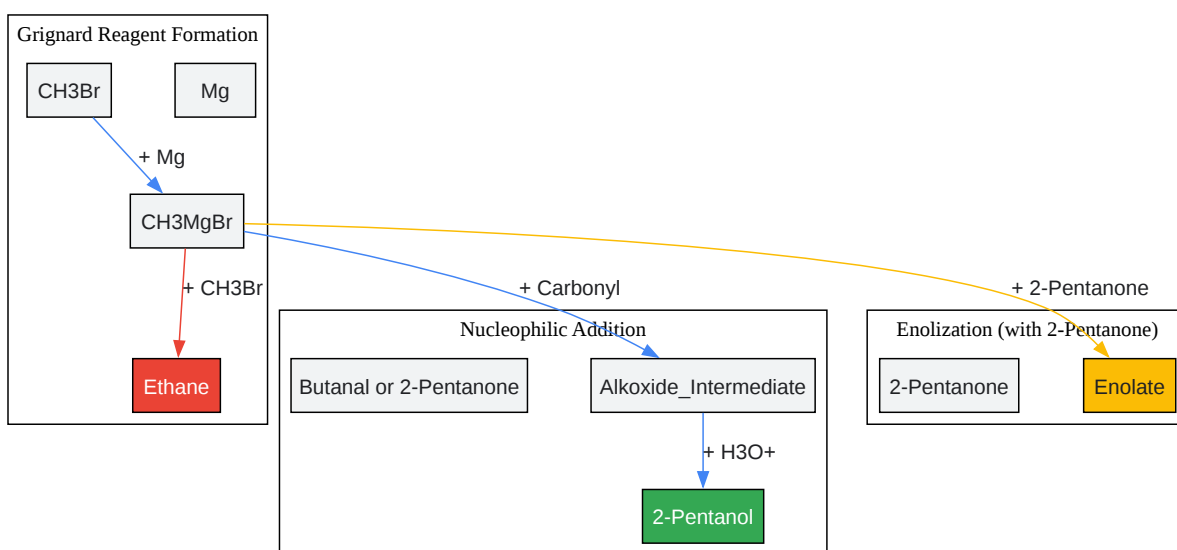 Grignard Reagent Formation
CH3Br
Mg
+ Mg
CH3MgBr
+ CH3Br
Ethane
+ Carbonyl
Nucleophilic Addition
Butanal or 2-Pentanone
Alkoxide_Intermediate
+ H3O+
2-Pentanol
+ 2-Pentanone
Enolization (with 2-Pentanone)
2-Pentanone
Enolate